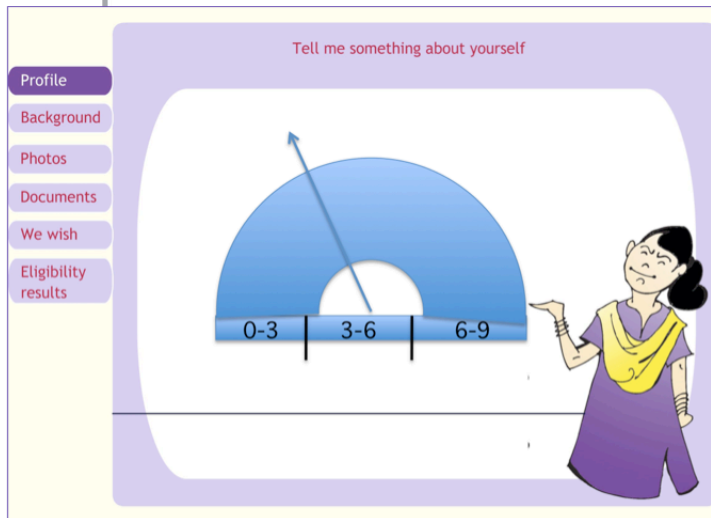 Tell me something about yourself
Profile
Background
Photos
Documents
We wish
Eligibility
results
0-3 3-6 6-9